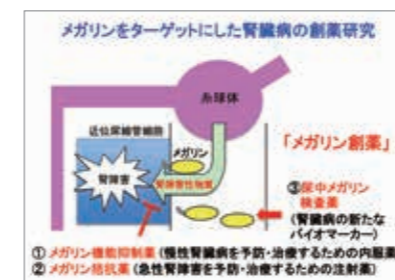 メガリンをターゲットにした腎臓病の創薬研究
糸球体
近位尿細管細胞
メガリン
腎障害
腎障害性物質
「メガリン創薬」
③尿中メガリン
検査薬
(腎臓病の新たな
バイオマーカー)
① メガリン機能抑制薬 (慢性腎臓病を予防・治療するための内服薬
② メガリン拮抗薬 (急性腎障害を予防・治療するための注射薬)